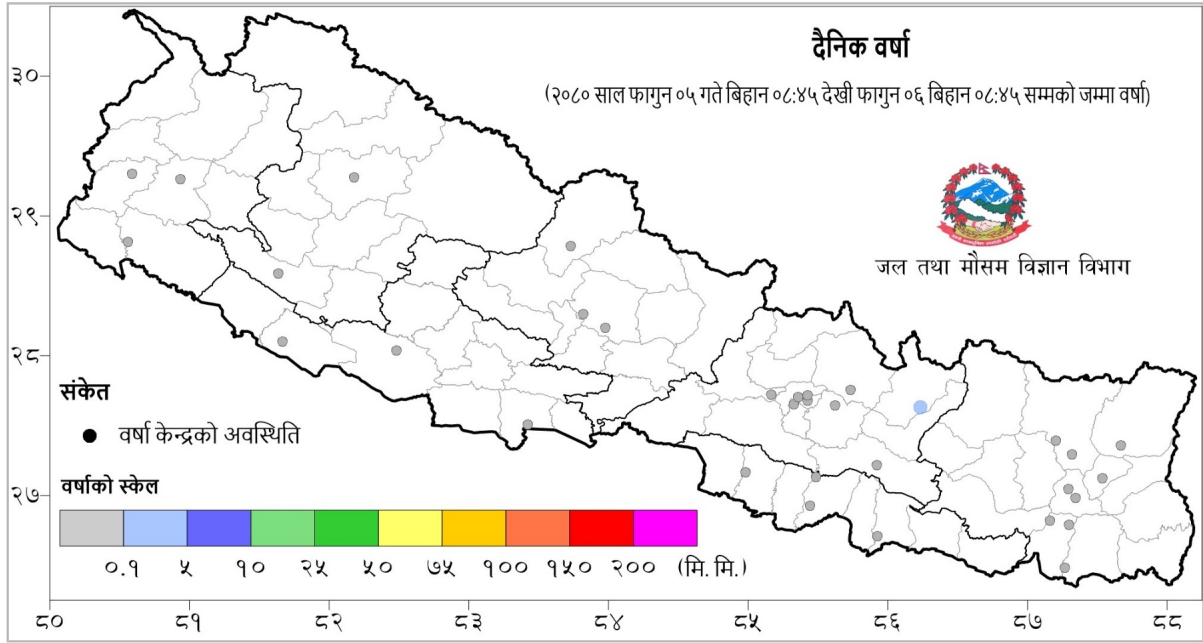 दैनिक वर्षा
(२०८० साल फागुन ०५ गते बिहान ०८:४५ देखी फागुन ०६ बिहान ०८:४५ सम्मको जम्मा वर्षा)
जल तथा मौसम विज्ञान विभाग
३०
२९
२८
२७
संकेत
वर्षा केन्द्रको अवस्थिति
वर्षाको स्केल
०.१ ५ १० २५ ५० ७५ १०० १५० २०० (मि. मि.)
८० ८१ ८२ ८३ ८४ ८५ ८६ ८७ ८८